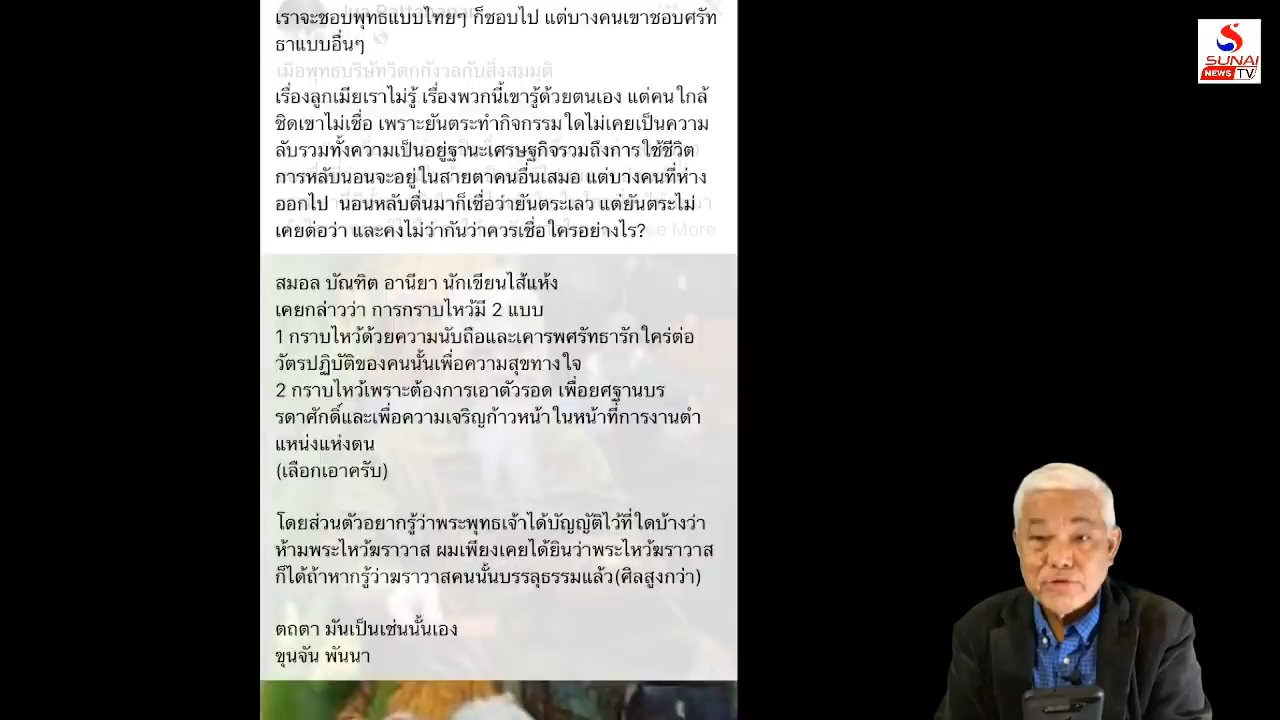 เราจะชอบพุทธแบบไทยๆ ก็ชอบไป แต่บางคนเขาชอบศรัท
ธาแบบอื่นๆ
เมื่อพุทธบริษัทวิตกกังวลกับสิ่งสมมุติ
เรื่องลูกเมียเราไม่รู้ เรื่องพวกนี้เขารู้ด้วยตนเอง แต่คนใกล้
ชิดเขาไม่เชื่อ เพราะยันตระทำกิจกรรมใดไม่เคยเป็นความ
ลับรวมทั้งความเป็นอยู่ฐานะเศรษฐกิจรวมถึงการใช้ชีวิต
การหลับนอนจะอยู่ในสายตาคนอื่นเสมอ แต่บางคนที่ห่าง
ออกไป นอนหลับตื่นมาก็เชื่อว่ายันตระเลว แต่ยันตระไม่
เคยต่อว่า และคงไม่ว่ากันว่าควรเชื่อใครอย่างไร?
See More
สมอล บัณฑิต อานียา นักเขียนไส้แห้ง
เคยกล่าวว่า การกราบไหว้มี 2 แบบ
1 กราบไหว้ด้วยความนับถือและเคารพศรัทธารักใคร่ต่อ
วัตรปฏิบัติของคนนั้นเพื่อความสุขทางใจ
2 กราบไหว้เพราะต้องการเอาตัวรอด เพื่อยศฐานบร
รดาศักดิ์และเพื่อความเจริญก้าวหน้าในหน้าที่การงานตำ
แหน่งแห่งตน
(เลือกเอาครับ)
โดยส่วนตัวอยากรู้ว่าพระพุทธเจ้าได้บัญญัติไว้ที่ใดบ้างว่า
ห้ามพระไหว้ฆราวาส ผมเพียงเคยได้ยินว่าพระไหว้ฆราวาส
ก็ได้ถ้าหากรู้ว่าฆราวาสคนนั้นบรรลุธรรมแล้ว(ศิลสูงกว่า)
ตถตา มันเป็นเช่นนั้นเอง
ขุนจัน พันนา
SUNAI
NEWS TV